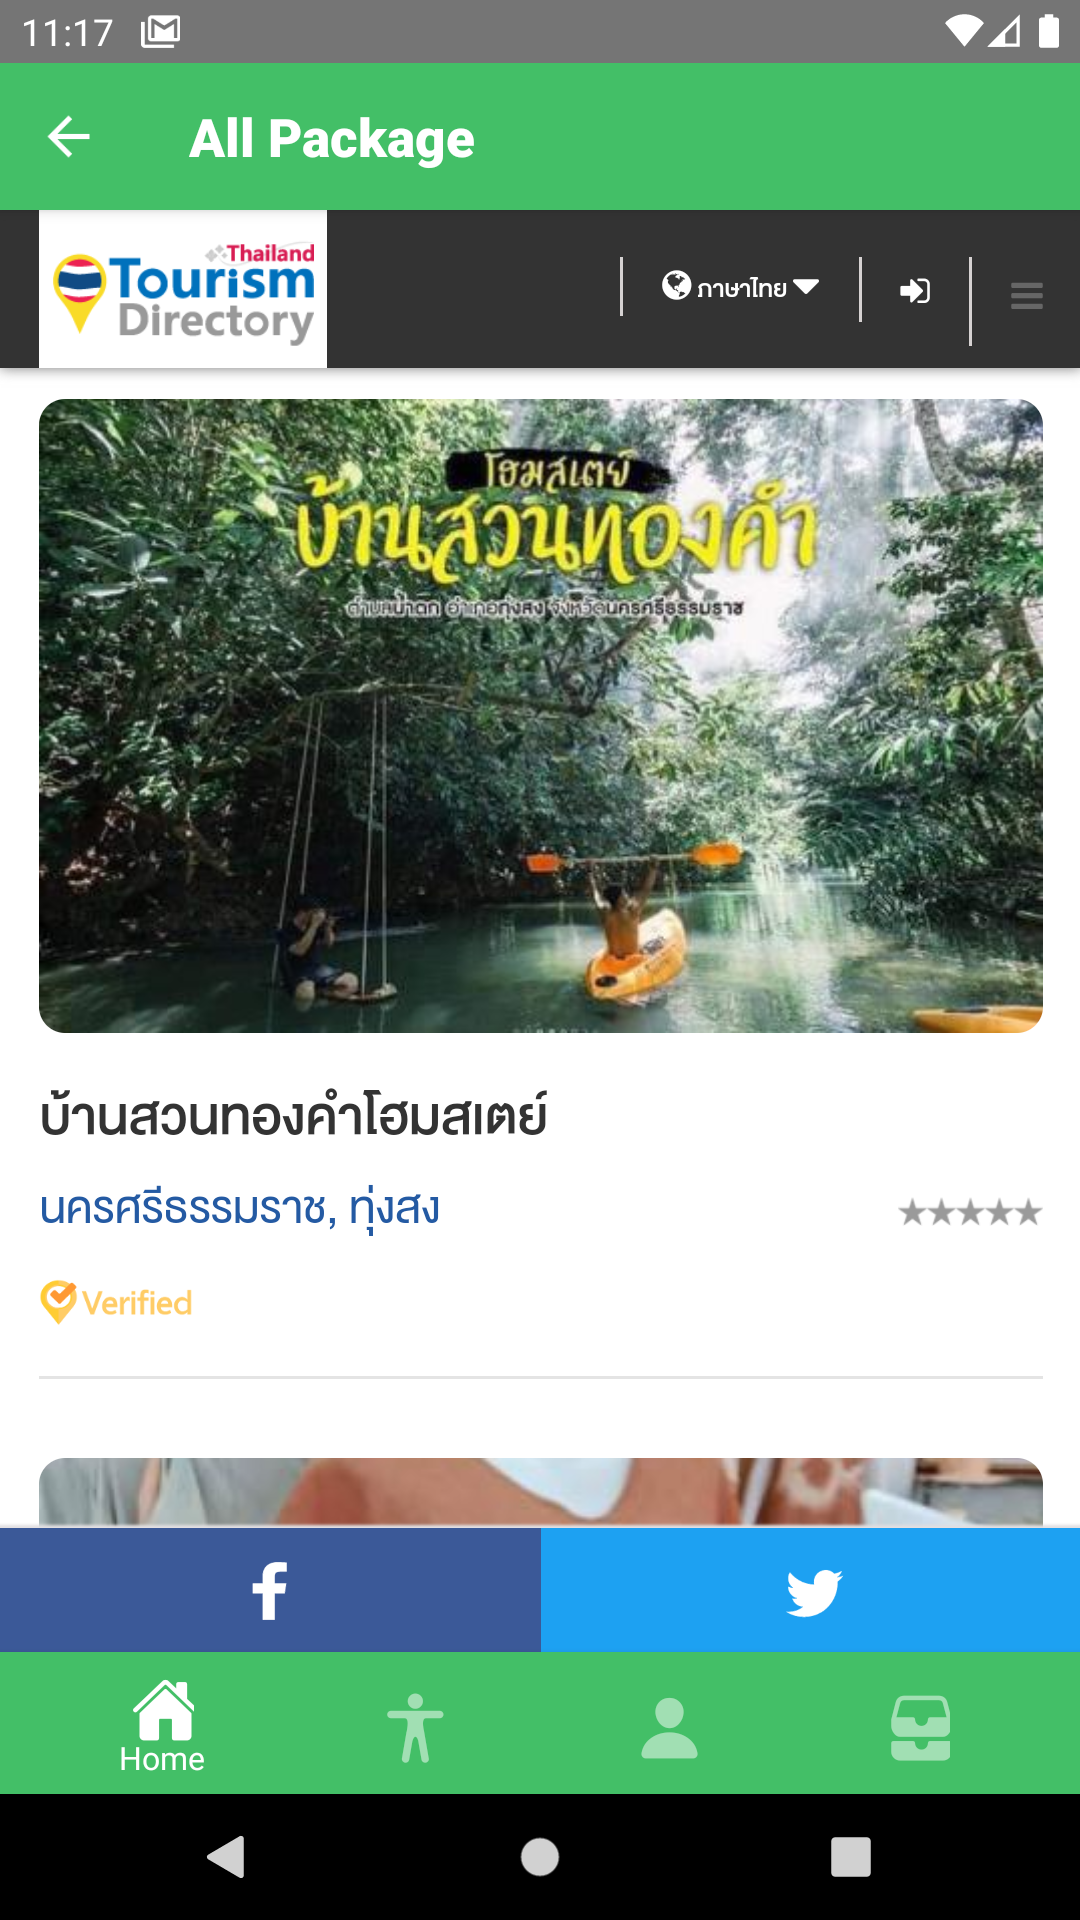 11:17
All Package
Thailand
Tourism
Directory
ภาษาไทย
โฮมสเตย์
บ้านสวนทองคำ
ตำบลน้ำตก อำเภอทุ่งสง จังหวัดนครศรีธรรมราช
บ้านสวนทองคำโฮมสเตย์
นครศรีธรรมราช, ทุ่งสง
Verified
Home